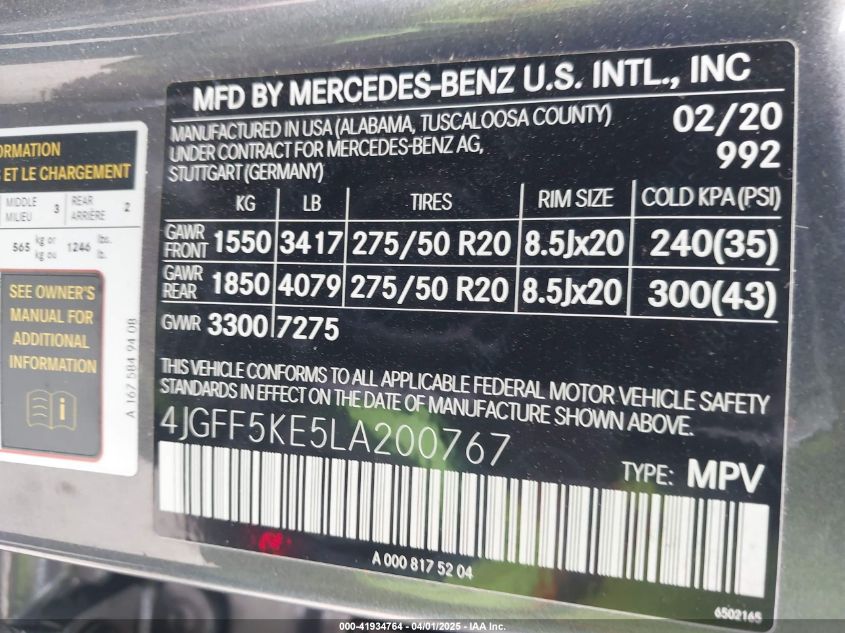 ORMATION
ET LE CHARGEMENT
MIDDLE 3 REAR 2
MILIEU ARRIÈRE
565 kg or 1246 lbs.
kg ou lb.
SEE OWNER'S
MANUAL FOR
ADDITIONAL
INFORMATION
A 167 584 94 08
MFD BY MERCEDES-BENZ U.S. INTL., INC
MANUFACTURED IN USA (ALABAMA, TUSCALOOSA COUNTY) 02/20
UNDER CONTRACT FOR MERCEDES-BENZ AG, 992
STUTTGART (GERMANY)
KG LB TIRES RIM SIZE COLD KPA (PSI)
GAWR FRONT 1550 3417 275/50 R20 8.5Jx20 240(35)
GAWR REAR 1850 4079 275/50 R20 8.5Jx20 300(43)
GWR 3300 7275
THIS VEHICLE CONFORMS TO ALL APPLICABLE FEDERAL MOTOR VEHICLE SAFETY
STANDARDS IN EFFECT ON THE DATE OF MANUFACTURE SHOWN ABOVE.
4JGFF5KE5LA200767
TYPE: MPV
A 000 817 52 04
6502165
000-41934764 - 04/01/2025 - IAA Inc.